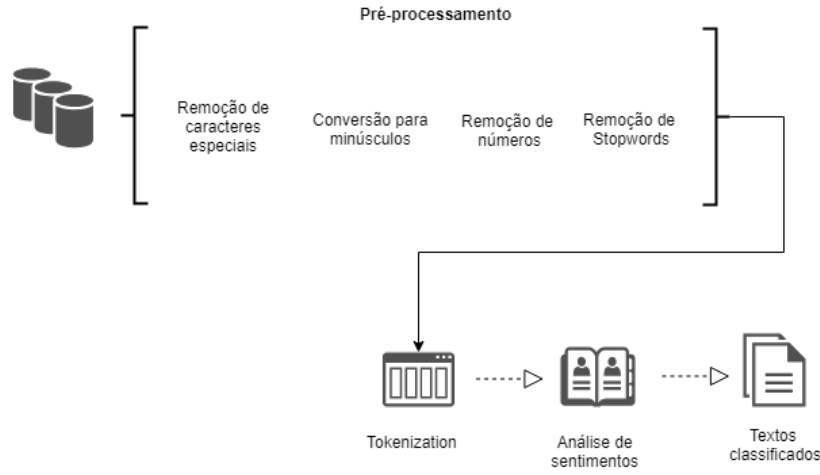 Pré-processamento
Remoção de
caracteres
especiais
Conversão para
minúsculos
Remoção de
números
Remoção de
Stopwords
Tokenization
Análise de
sentimentos
Textos
classificados